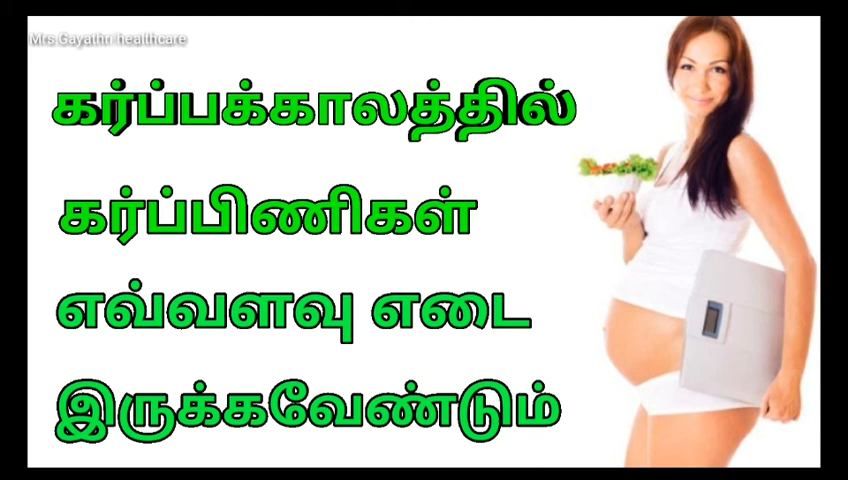 Mrs Gayathri healthcare
கர்ப்பக்காலத்தில்
கர்ப்பிணிகள்
எவ்வளவு எடை
இருக்கவேண்டும்